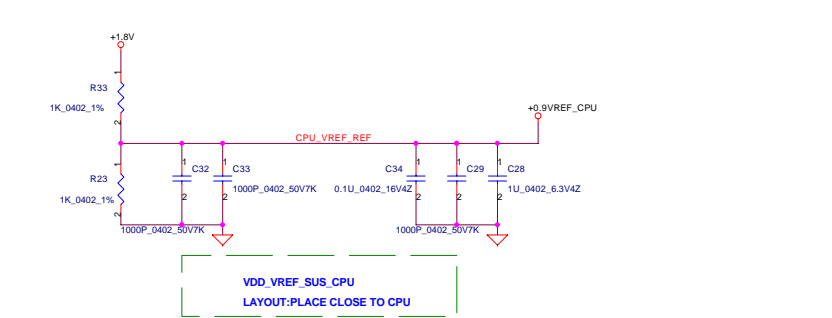 +1.8V
1
R33
1K_0402_1%
2
+0.9VREF_CPU
CPU_VREF_REF
1
R23
1K_0402_1%
2
1
C32
2
1000P_0402_50V7K
1
C33
1000P_0402_50V7K
2
1
C34
0.1U_0402_16V4Z
2
1
C29
2
1000P_0402_50V7K
1
C28
1U_0402_6.3V4Z
2
VDD_VREF_SUS_CPU
LAYOUT:PLACE CLOSE TO CPU